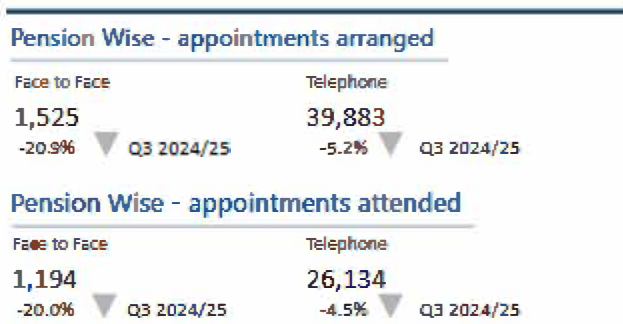 Pension Wise - appointments arranged
Face to Face Telephone
1,525 39,883
-20.9% Q3 2024/25 -5.2% Q3 2024/25
Pension Wise - appointments attended
Face to Face Telephone
1,194 26,134
-20.0% Q3 2024/25 -4.5% Q3 2024/25